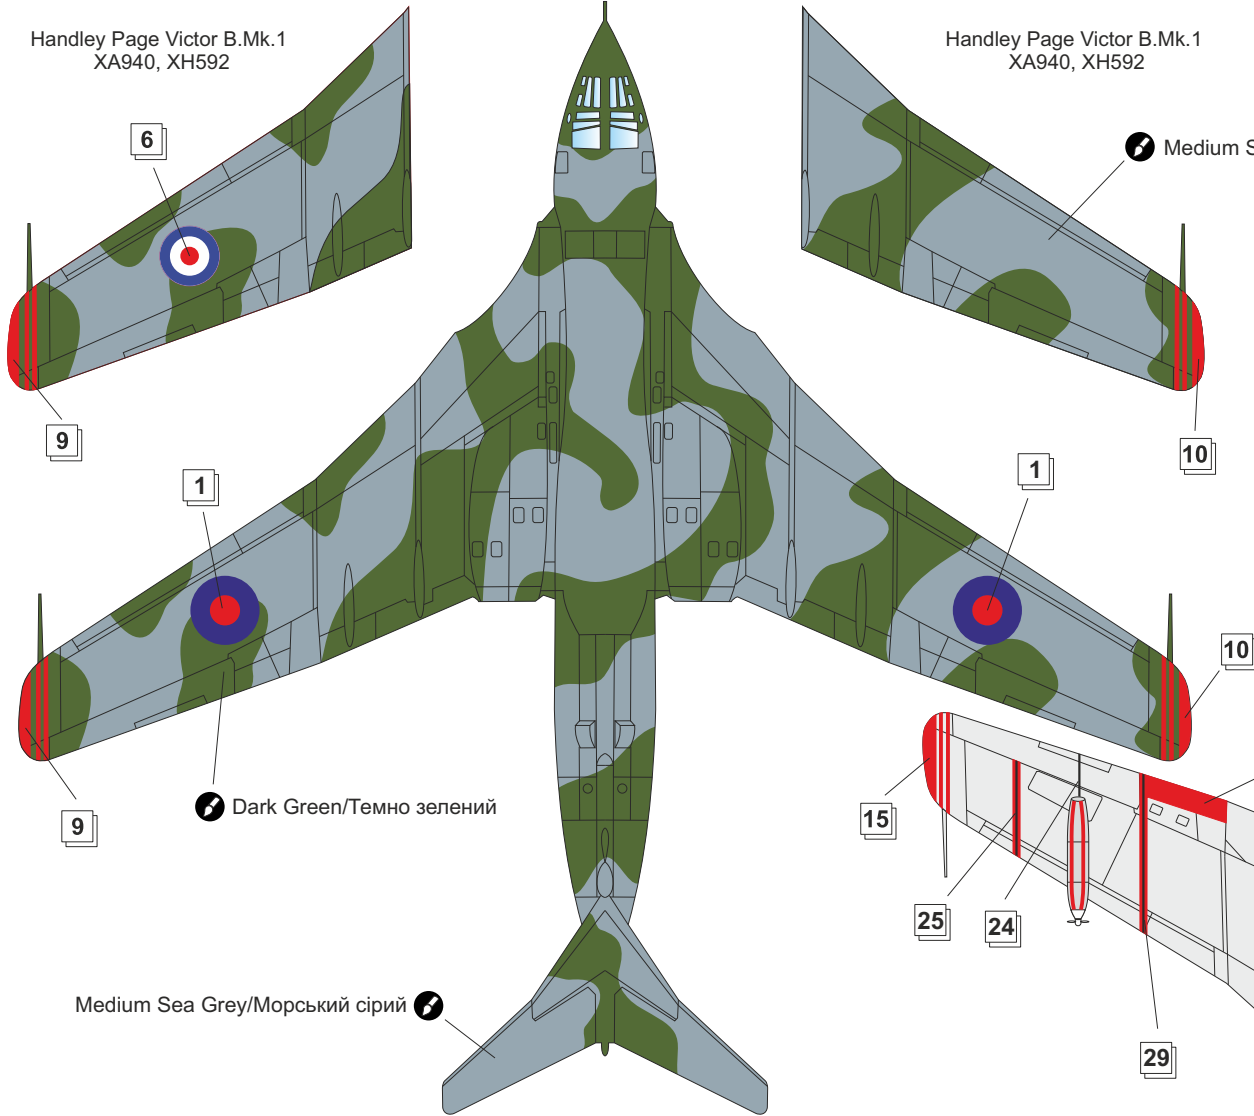 Handley Page Victor B.Mk.1
XA940, XH592
Handley Page Victor B.Mk.1
XA940, XH592
6
Medium S
9
10
1
1
10
9
Dark Green/Темно зелений
15
25
24
Medium Sea Grey/Морський сірий
29